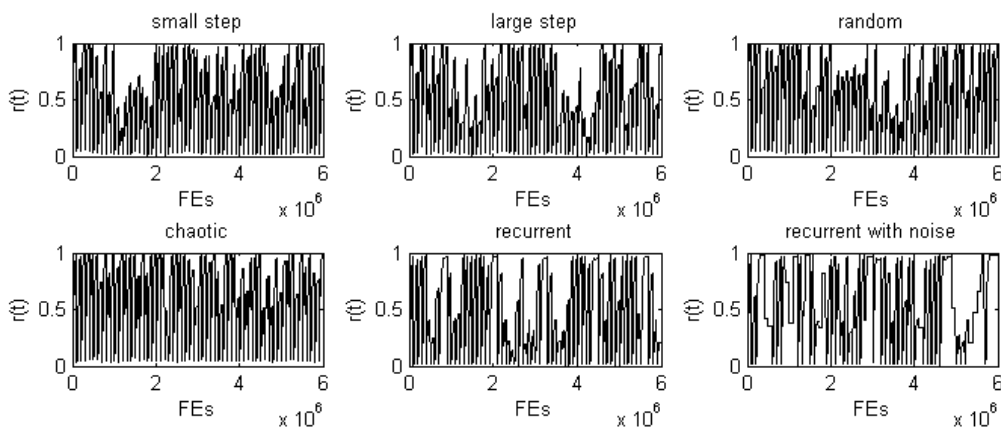 small step
large step
random
r(t)
1
0.5
0
0 2 4 6
FEs
x 10^6
r(t)
1
0.5
0
0 2 4 6
FEs
x 10^6
r(t)
1
0.5
0
0 2 4 6
FEs
x 10^6
chaotic
recurrent
recurrent with noise
r(t)
1
0.5
0
0 2 4 6
FEs
x 10^6
r(t)
1
0.5
0
0 2 4 6
FEs
x 10^6
r(t)
1
0.5
0
0 2 4 6
FEs
x 10^6